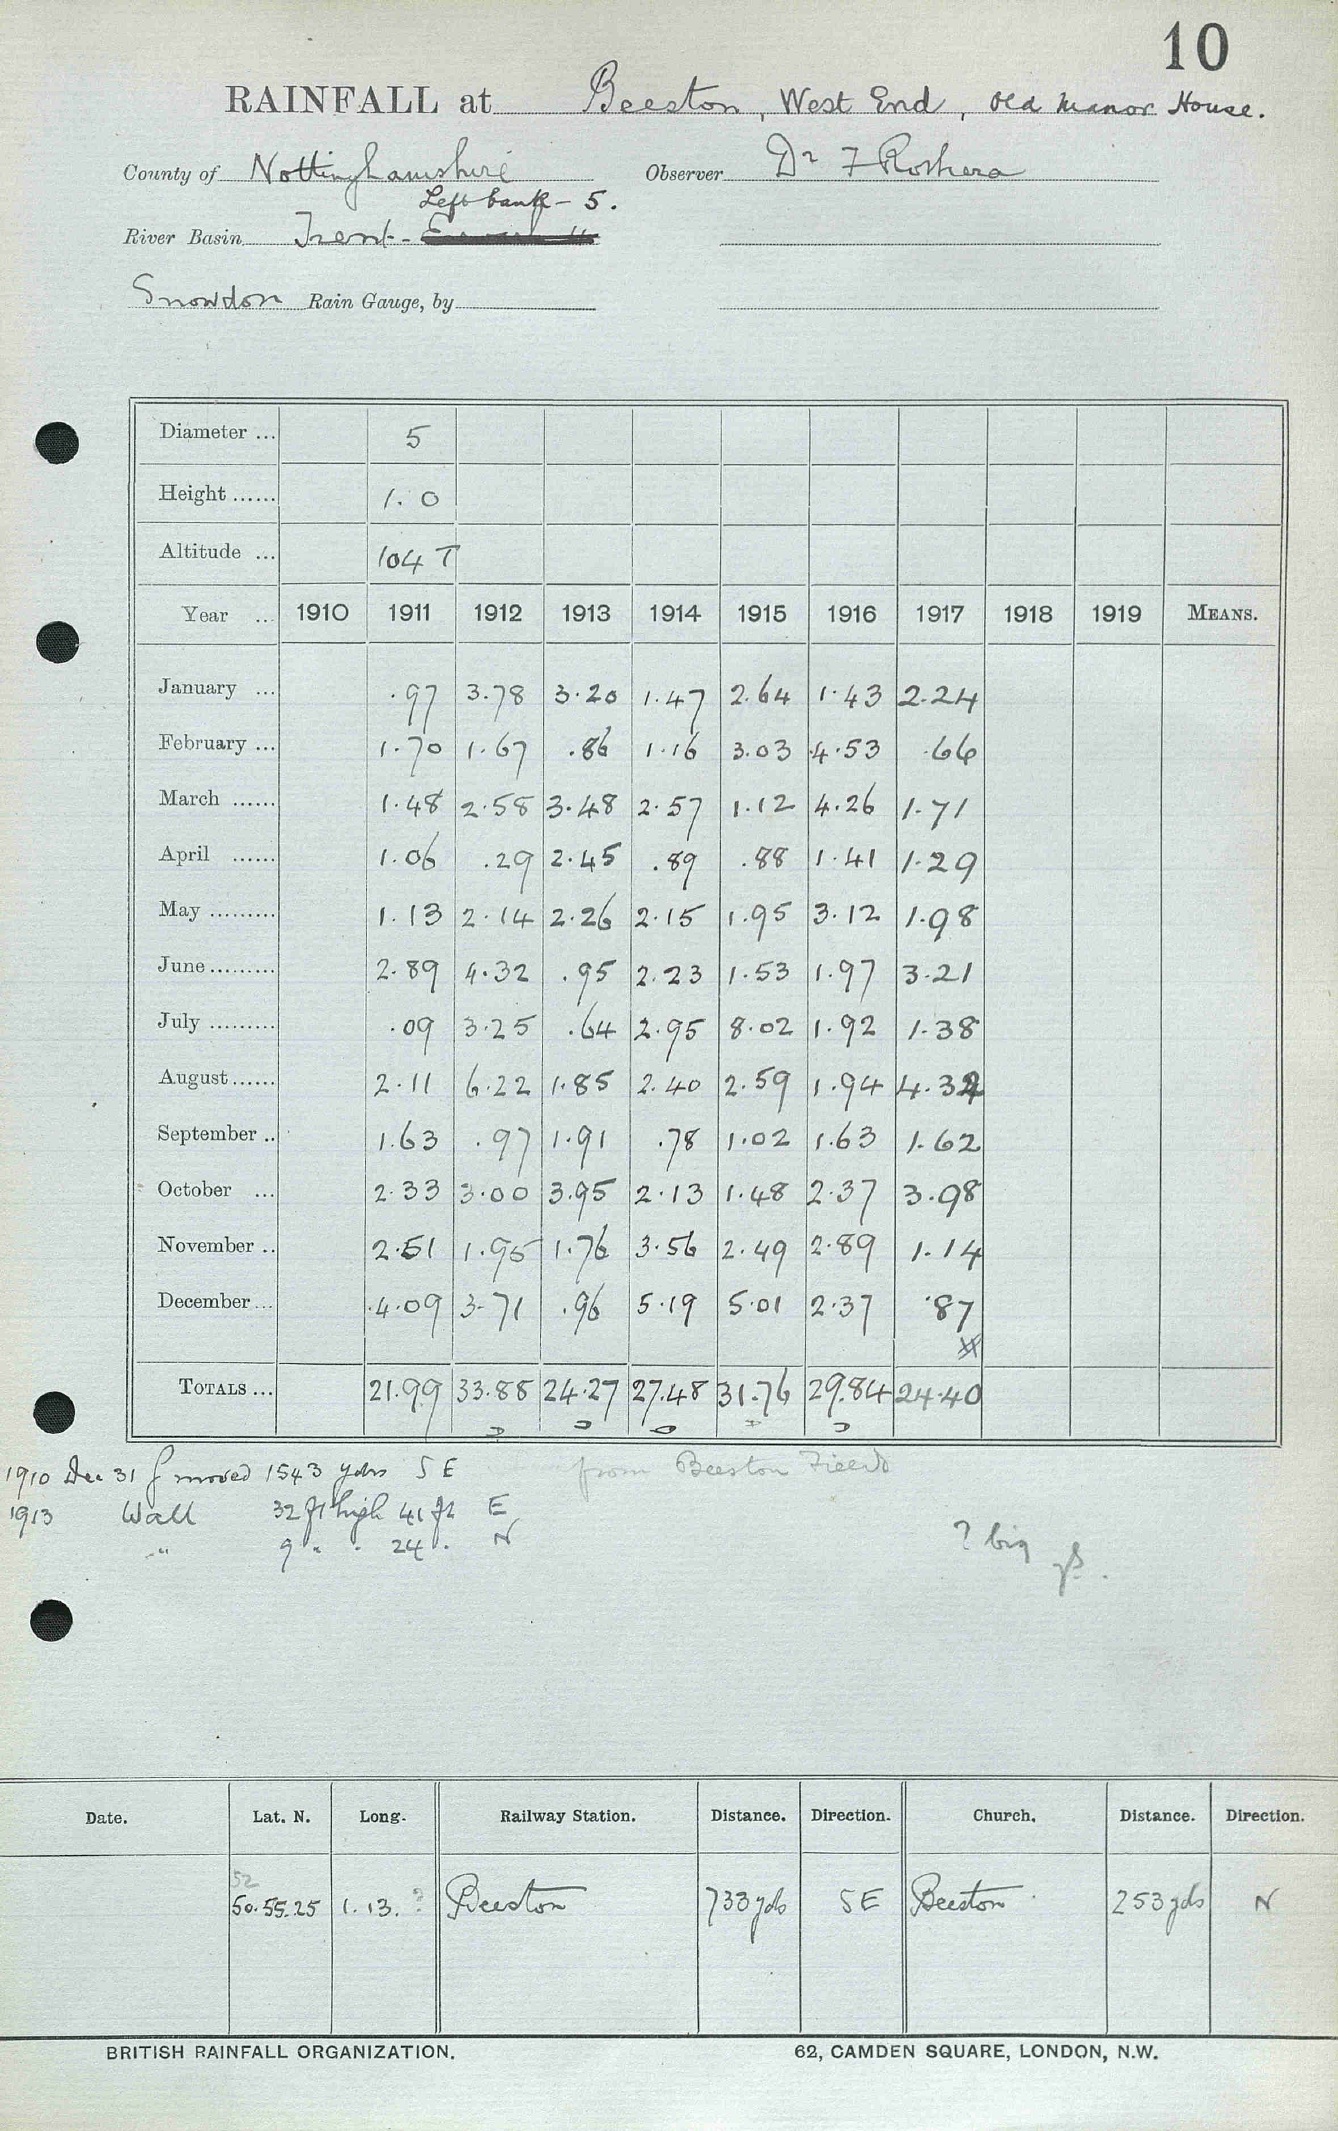 10
RAINFALL at Beeston, West End, Old Manor House.
County of Nottinghamshire Observer Dr F Rothera
Left bank - 5.
River Basin Trent -
Snowdon Rain Gauge, by
Diameter ... 5
Height ...... 1.0
Altitude ... 104 T
Year ... 1910 1911 1912 1913 1914 1915 1916 1917 1918 1919 MEANS.
January ... .97 3.78 3.20 1.47 2.64 1.43 2.24
February ... 1.70 1.67 .86 1.16 3.03 4.53 .66
March ...... 1.48 2.58 3.48 2.57 1.12 4.26 1.71
April ...... 1.06 .29 2.45 .89 .88 1.41 1.29
May ......... 1.13 2.14 2.26 2.15 1.95 3.12 1.98
June ......... 2.89 4.32 .95 2.23 1.53 1.97 3.21
July ......... .09 3.25 .64 2.95 8.02 1.92 1.38
August ...... 2.11 6.22 1.85 2.40 2.59 1.94 4.32
September .. 1.63 .97 1.91 .78 1.02 1.63 1.62
October ... 2.33 3.00 3.95 2.13 1.48 2.37 3.98
November .. 2.51 1.95 1.76 3.56 2.49 2.89 1.14
December ... 4.09 3.71 .96 5.19 5.01 2.37 .87
TOTALS ... 21.99 33.88 24.27 27.48 31.76 29.84 24.40
1910 Dec 31 g moved 1543 yds SE from Beeston Fields
1913 Wall 32 ft high 41 ft E
" 9 " " 24 " N
? big
Date. Lat. N. Long. Railway Station. Distance. Direction. Church. Distance. Direction.
52
50.55.25 1.13. ? Beeston 733 yds SE Beeston 253 yds N
BRITISH RAINFALL ORGANIZATION. 62, CAMDEN SQUARE, LONDON, N.W.